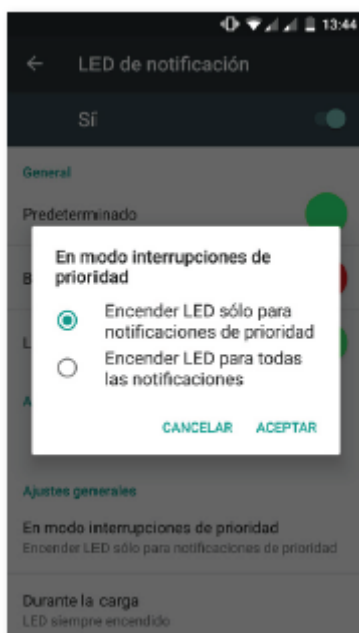 13:44
LED de notificación
Sí
General
Predeterminado
En modo interrupciones de
prioridad
B
Encender LED sólo para
notificaciones de prioridad
L
Encender LED para todas
las notificaciones
A
CANCELAR ACEPTAR
Ajustes generales
En modo interrupciones de prioridad
Encender LED sólo para notificaciones de prioridad
Durante la carga
LED siempre encendido